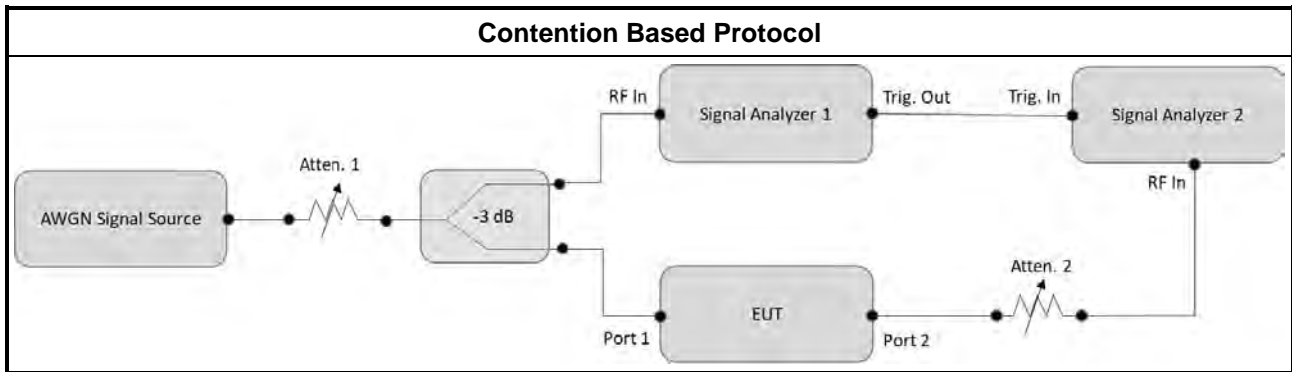 Contention Based Protocol
RF In
Signal Analyzer 1
Trig. Out
Trig. In
Signal Analyzer 2
RF In
Atten. 1
AWGN Signal Source
-3 dB
Atten. 2
EUT
Port 1
Port 2